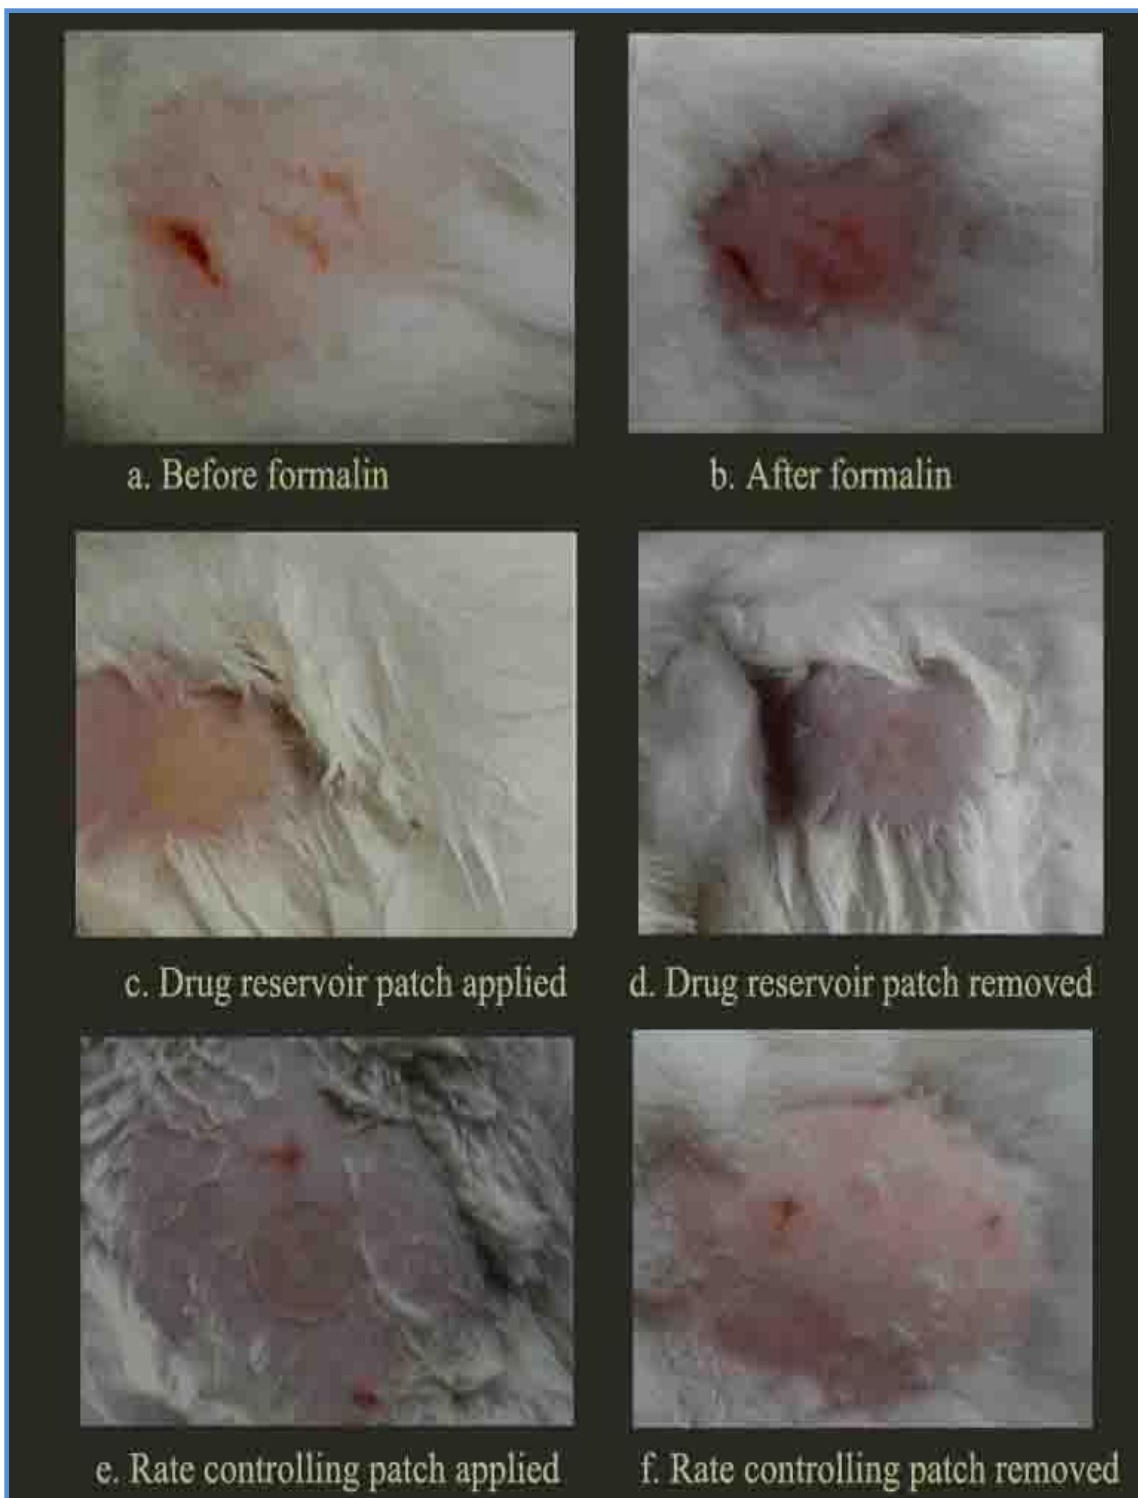 a. Before formalin
b. After formalin
c. Drug reservoir patch applied
d. Drug reservoir patch removed
e. Rate controlling patch applied
f. Rate controlling patch removed